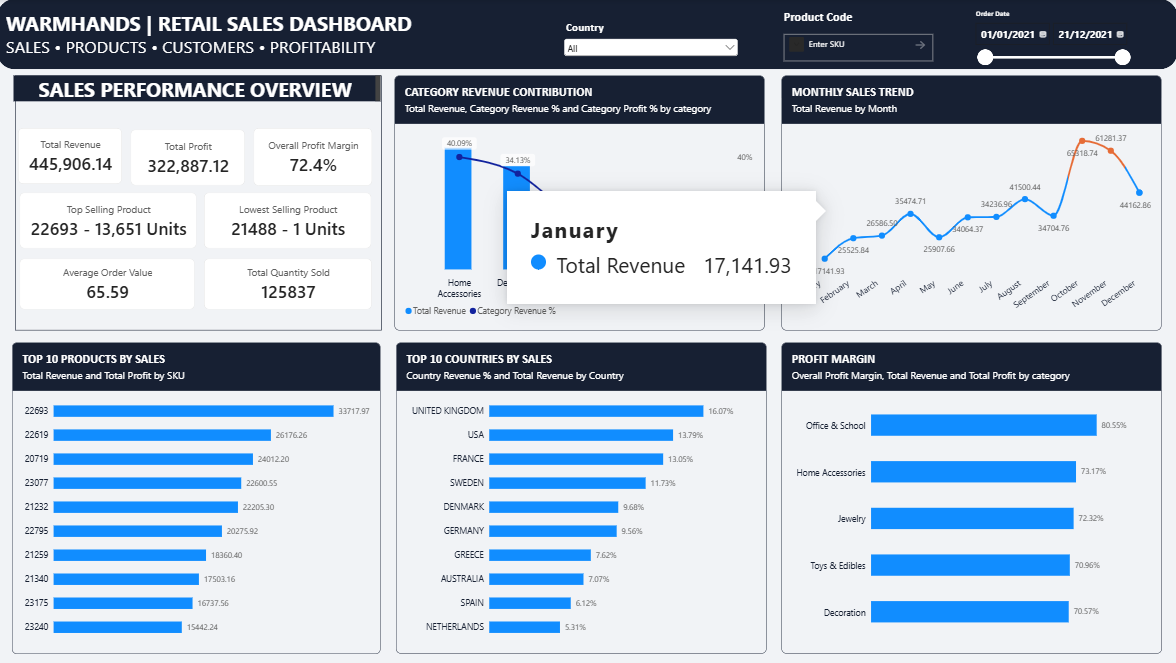 WARMHANDS | RETAIL SALES DASHBOARD
SALES • PRODUCTS • CUSTOMERS • PROFITABILITY
Country
All
Product Code
Enter SKU
Order Date
01/01/2021
21/12/2021
SALES PERFORMANCE OVERVIEW
Total Revenue
445,906.14
Total Profit
322,887.12
Overall Profit Margin
72.4%
Top Selling Product
22693 - 13,651 Units
Lowest Selling Product
21488 - 1 Units
Average Order Value
65.59
Total Quantity Sold
125837
CATEGORY REVENUE CONTRIBUTION
Total Revenue, Category Revenue % and Category Profit % by category
40.09%
34.13%
40%
Home
Accessories
Total Revenue
Category Revenue %
January
Total Revenue 17,141.93
MONTHLY SALES TREND
Total Revenue by Month
25525.84
26586.50
35474.71
25907.66
34064.37
34236.96
41500.44
34704.76
65318.74
61281.37
44162.86
February
March
April
May
June
July
August
September
October
November
December
TOP 10 PRODUCTS BY SALES
Total Revenue and Total Profit by SKU
22693 33717.97
22619 26176.26
20719 24012.20
23077 22600.55
21232 22205.30
22795 20275.92
21259 18360.40
21340 17503.16
23175 16737.56
23240 15442.24
TOP 10 COUNTRIES BY SALES
Country Revenue % and Total Revenue by Country
UNITED KINGDOM 16.07%
USA 13.79%
FRANCE 13.05%
SWEDEN 11.73%
DENMARK 9.68%
GERMANY 9.56%
GREECE 7.62%
AUSTRALIA 7.07%
SPAIN 6.12%
NETHERLANDS 5.31%
PROFIT MARGIN
Overall Profit Margin, Total Revenue and Total Profit by category
Office & School 80.55%
Home Accessories 73.17%
Jewelry 72.32%
Toys & Edibles 70.96%
Decoration 70.57%